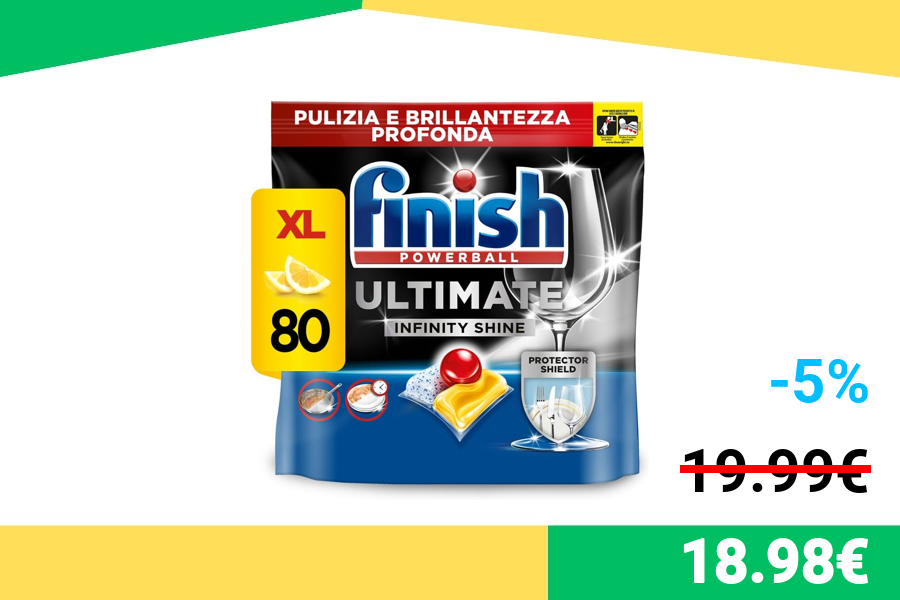 PULIZIA E BRILLANTEZZA
PROFONDA
finish
POWERBALL
XL
80
ULTIMATE
INFINITY SHINE
PROTECTOR
SHIELD
-5%
19.99€
18.98€